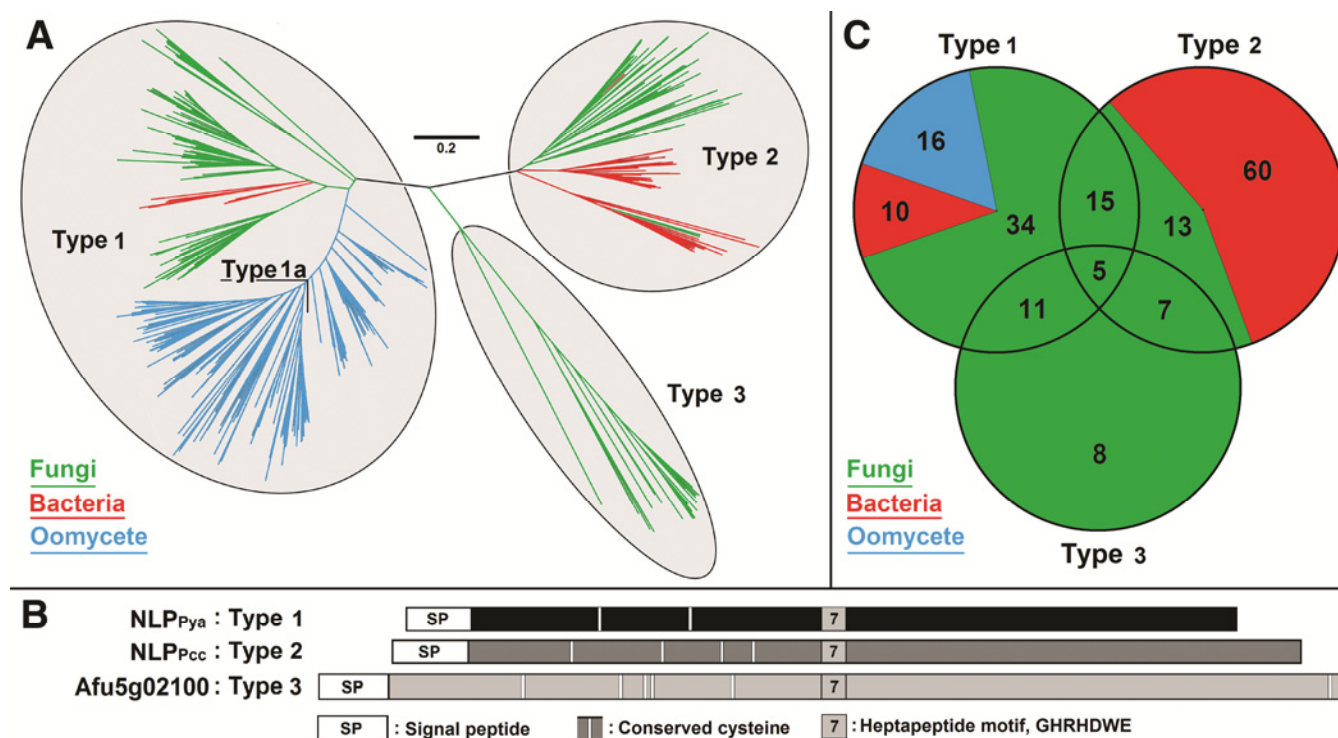 A
Type 1
Type 1a
0.2
Type 2
Type 3
Fungi
Bacteria
Oomycete
C
Type 1
Type 2
16
10
34
15
13
60
5
11
7
8
Fungi
Bacteria
Oomycete
Type 3
B
NLPPya : Type 1
SP
7
NLPPcc : Type 2
SP
7
Afu5g02100 : Type 3
SP
7
SP : Signal peptide
: Conserved cysteine
7 : Heptapeptide motif, GHRHDWE